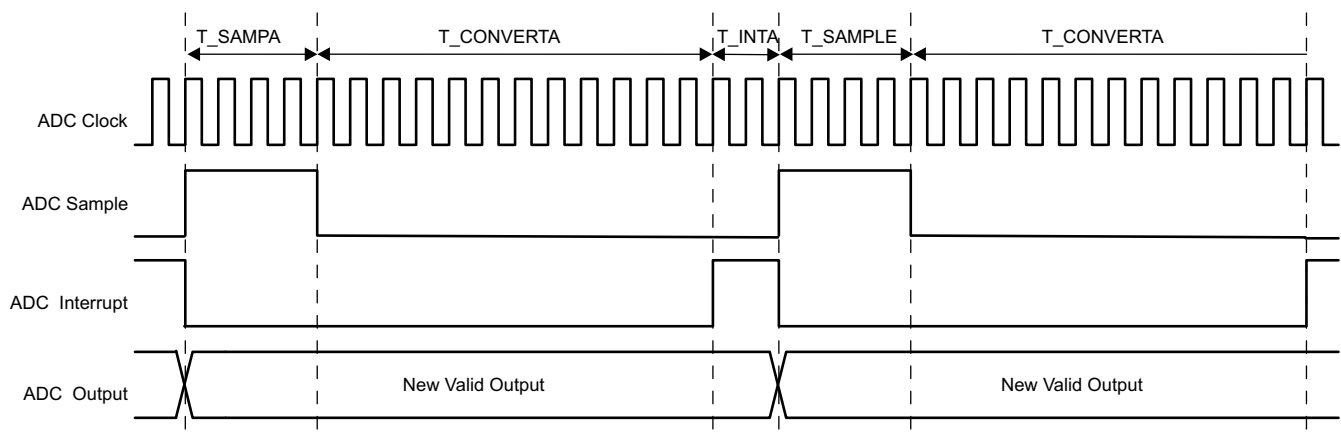 T_SAMPA T_CONVERTA T_INTA T_SAMPLE T_CONVERTA
ADC Clock
ADC Sample
ADC Interrupt
ADC Output New Valid Output New Valid Output